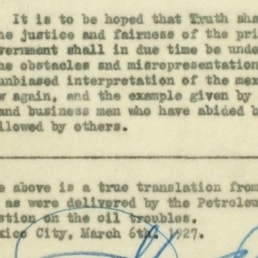 It is to be hoped that Truth sha
he justice and fairness of the pri
vernment shall in due time be unde
he obstacles and misrepresentation
unbiased interpretation of the mex
w again, and the example given by
and business men who have abided b
llowed by others.
e above is a true translation from
as were delivered by the Petroleu
stion on the oil troubles.
xico City, March 6th. 1927.